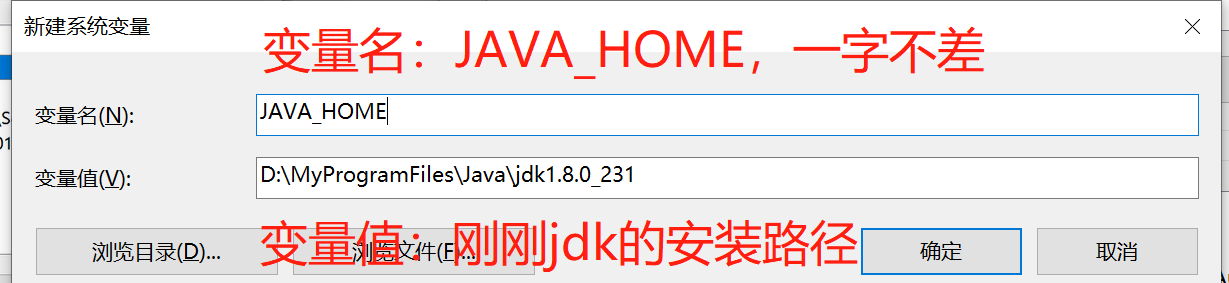 新建系统变量
变量名：JAVA_HOME，一字不差
变量名(N):
JAVA_HOME
变量值(V):
D:\MyProgramFiles\Java\jdk1.8.0_231
变量值：刚刚jdk的安装路径
浏览目录(D)...
浏览文件(F)...
确定
取消